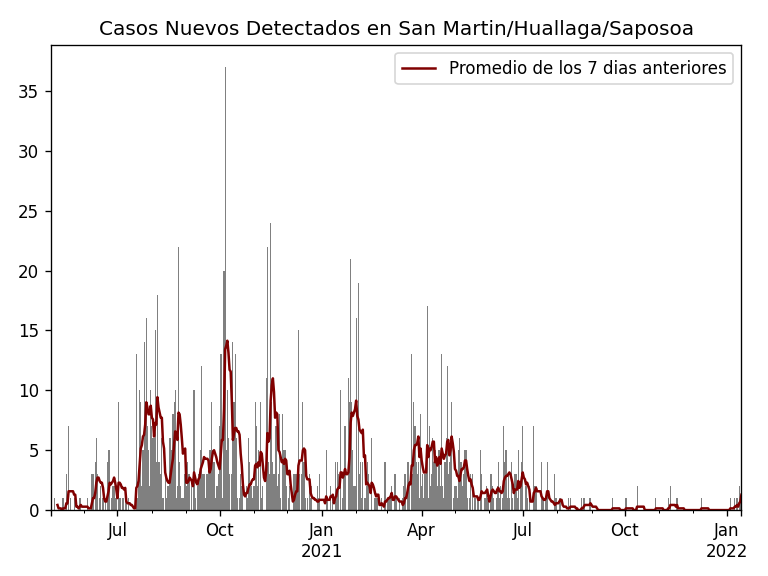 Casos Nuevos Detectados en San Martin/Huallaga/Saposoa
Promedio de los 7 dias anteriores
35
30
25
20
15
10
5
0
Jul
Oct
Jan
2021
Apr
Jul
Oct
Jan
2022